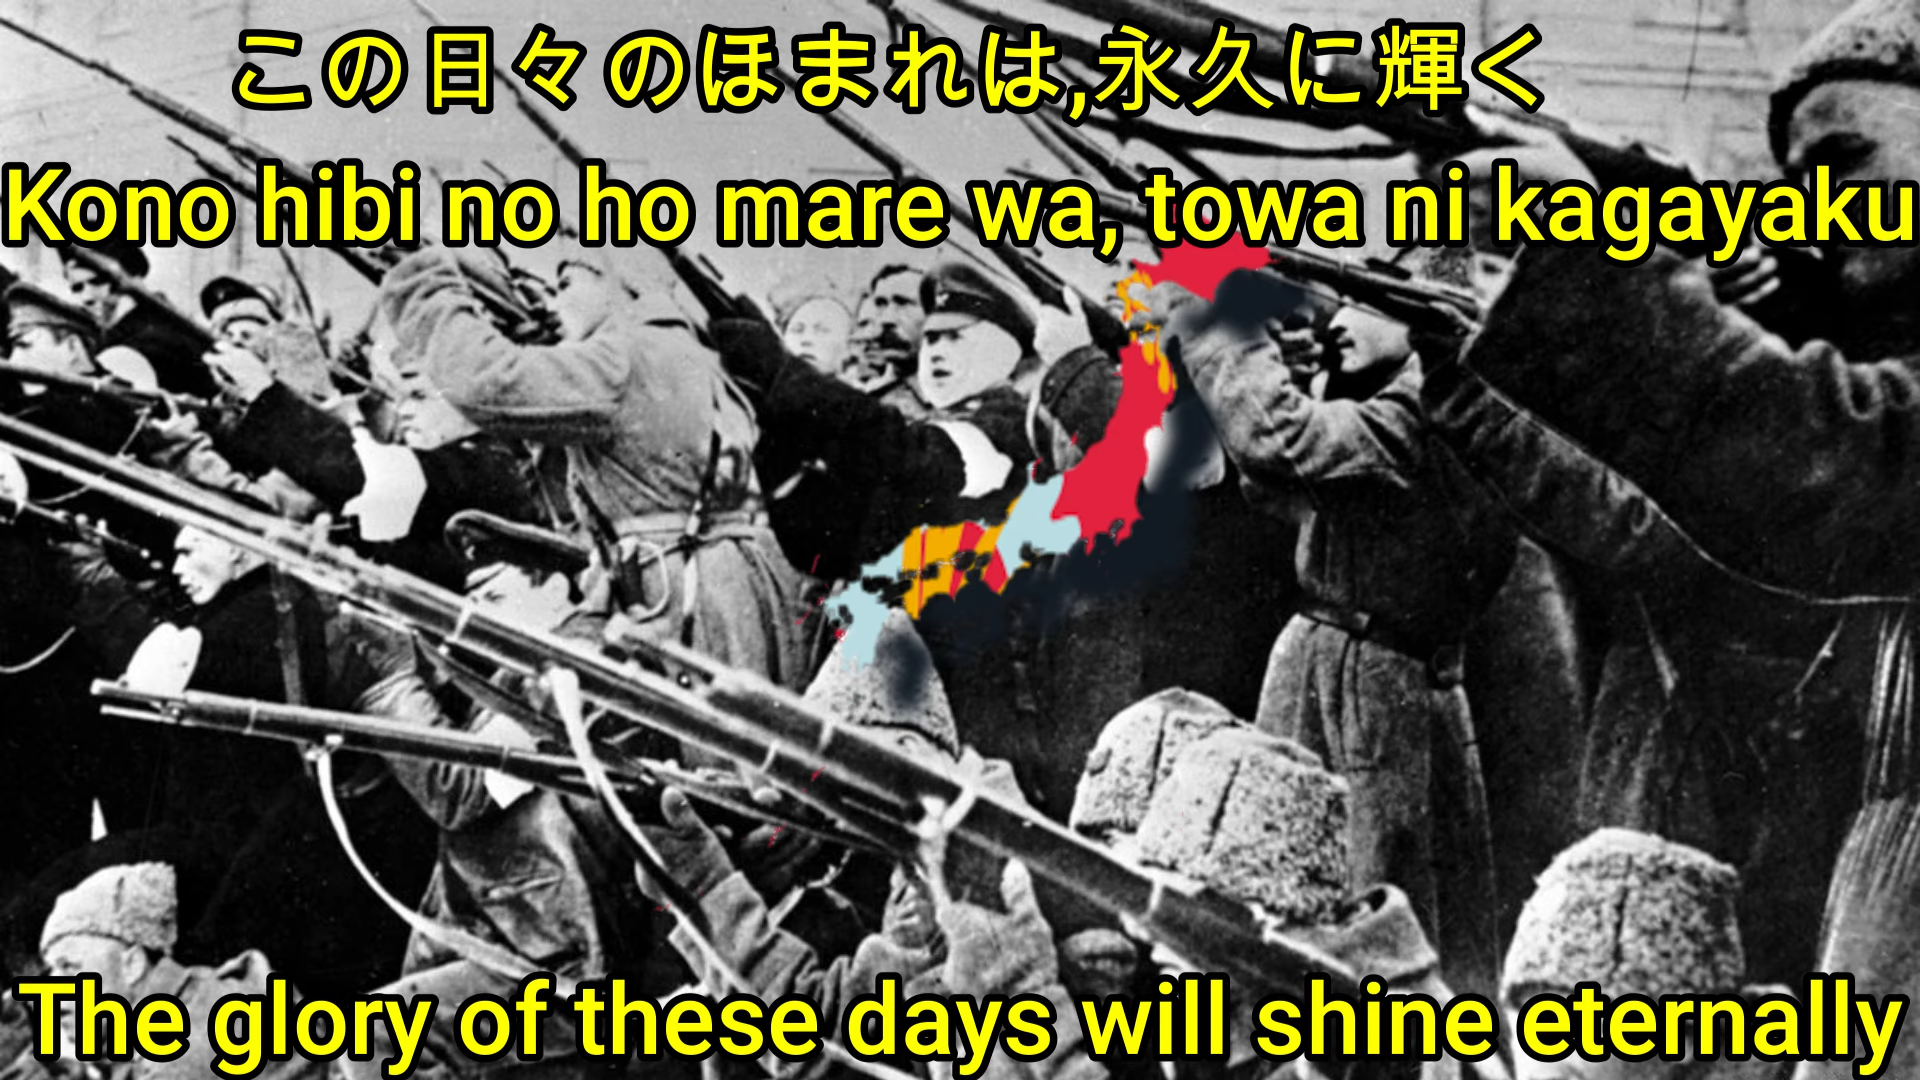 この日々のほまれは,永久に輝く
Kono hibi no ho mare wa, towa ni kagayaku
The glory of these days will shine eternally